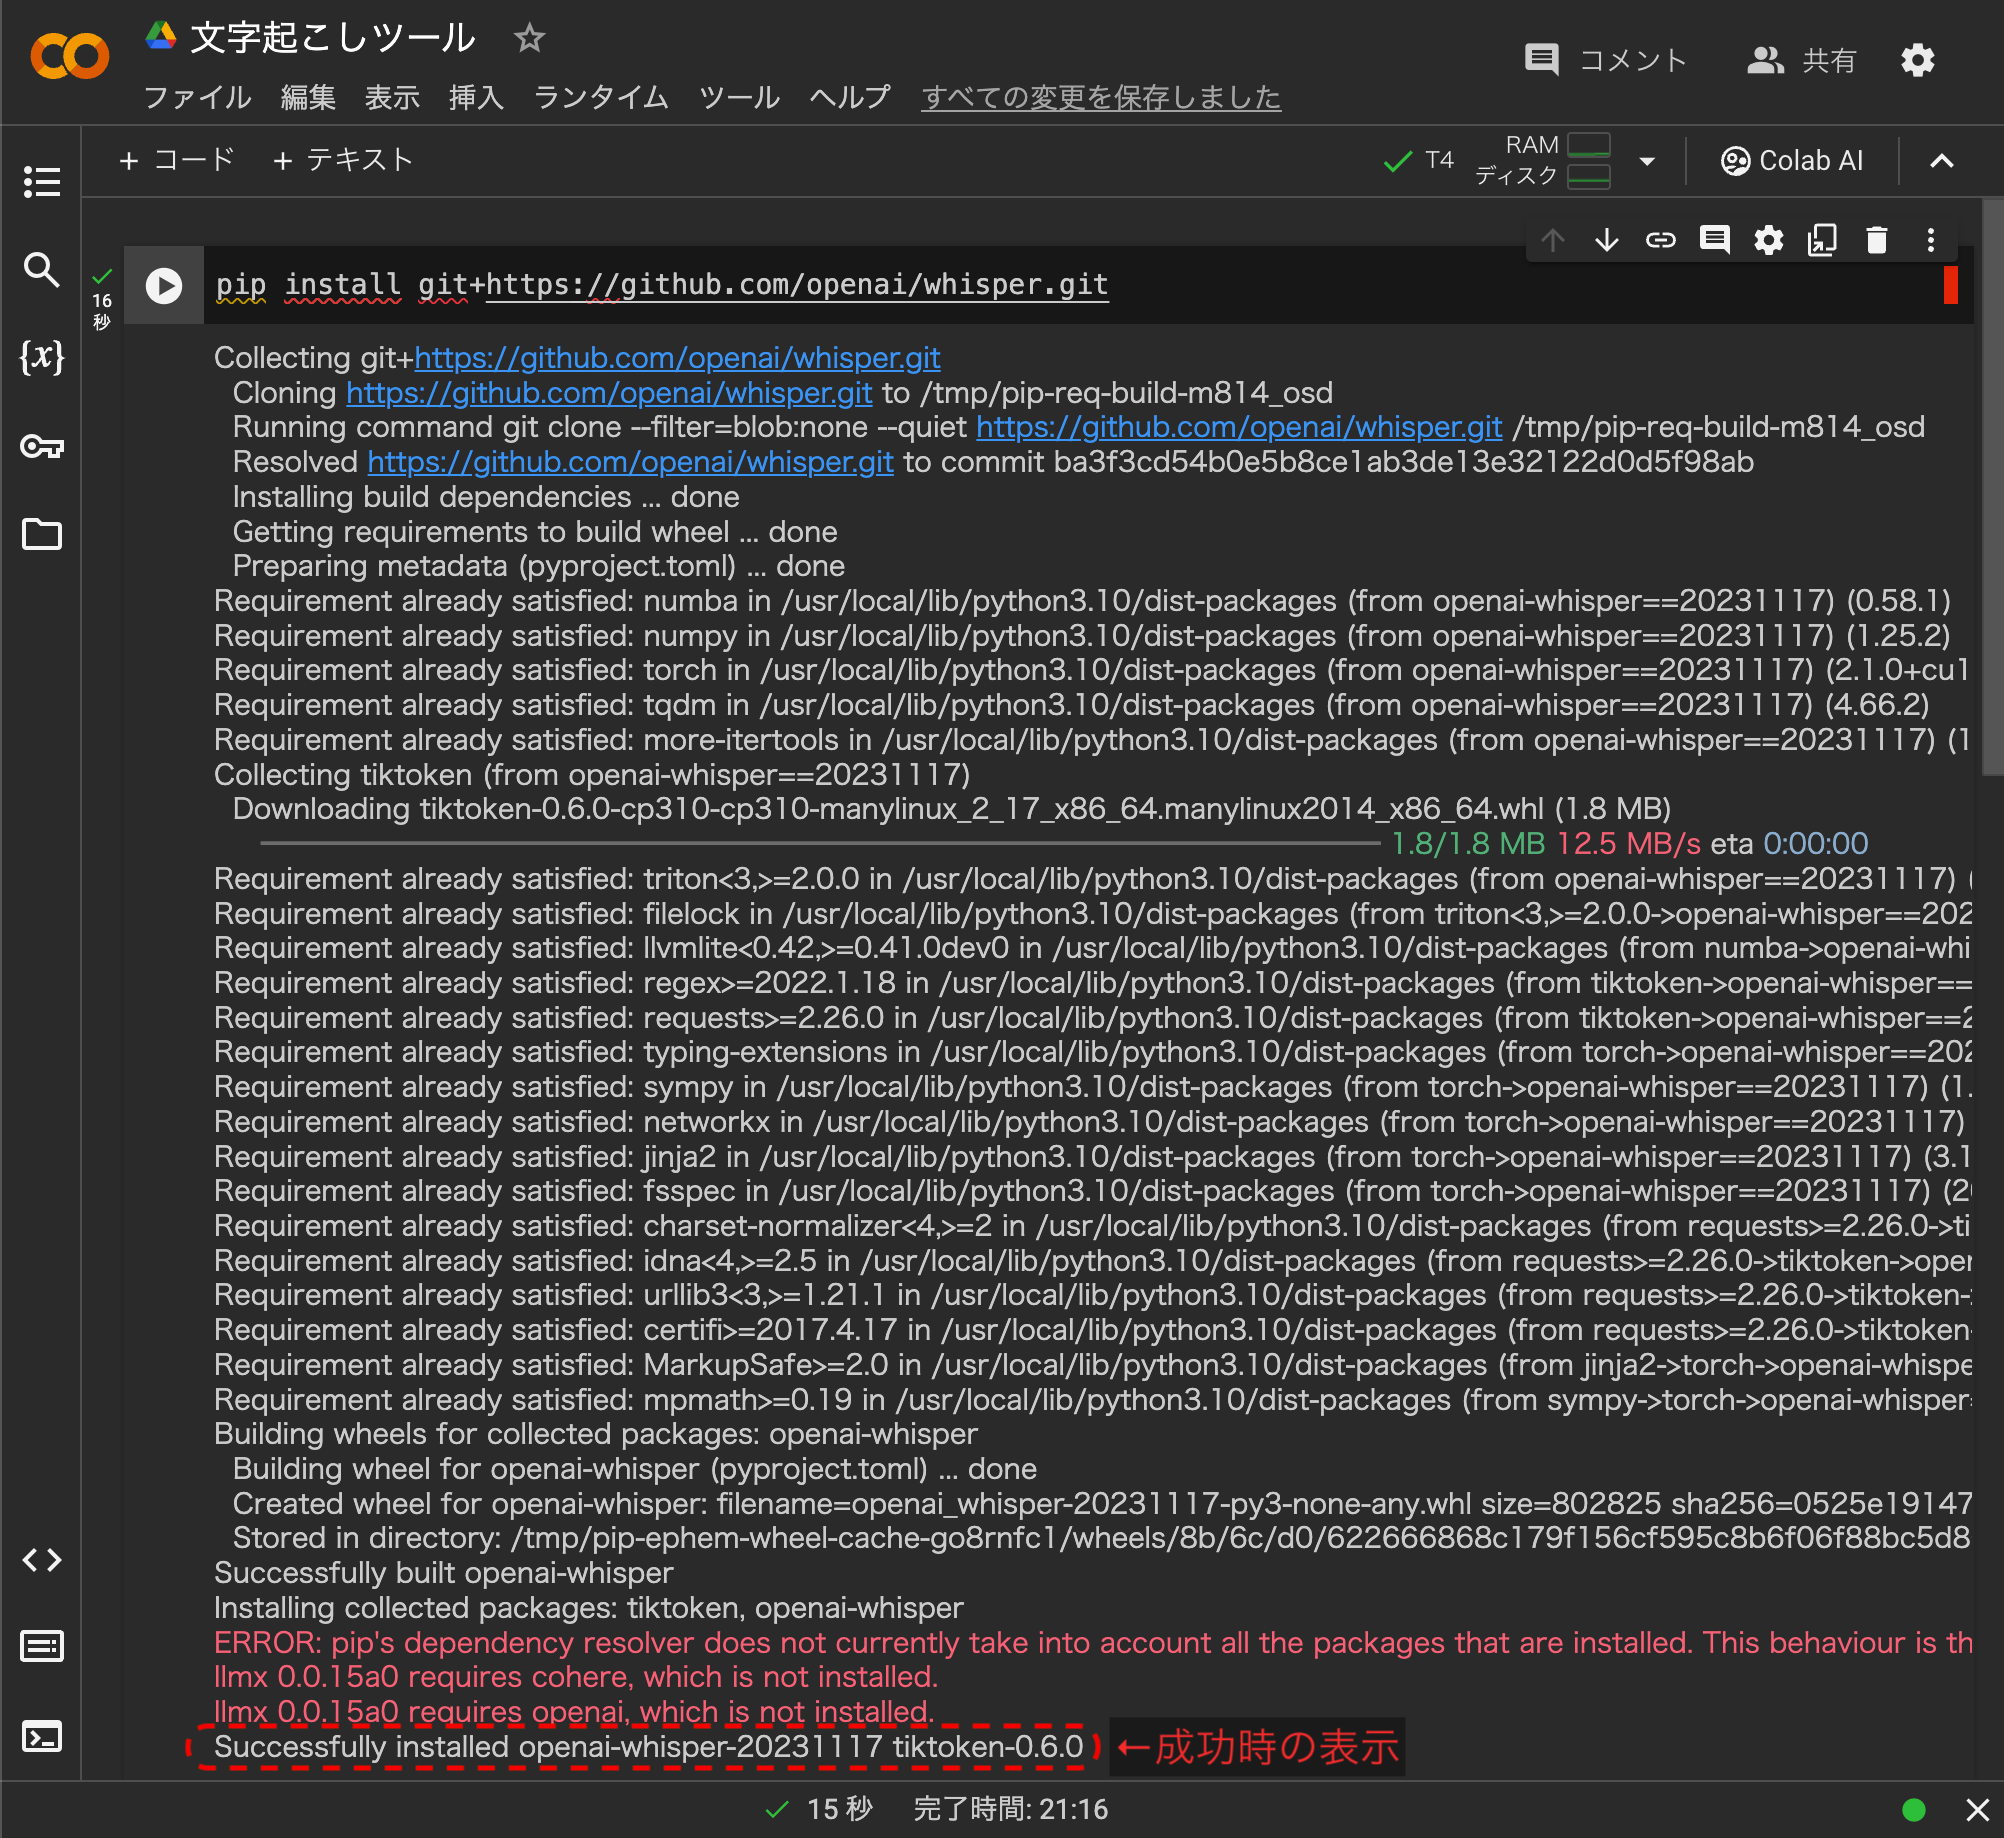 文字起こしツール
コメント
共有
ファイル 編集 表示 挿入 ランタイム ツール ヘルプ すべての変更を保存しました
+ コード + テキスト
T4
RAM
ディスク
Colab AI
16
秒
{x}
pip install git+https://github.com/openai/whisper.git
Collecting git+https://github.com/openai/whisper.git
Cloning https://github.com/openai/whisper.git to /tmp/pip-req-build-m814_osd
Running command git clone --filter=blob:none --quiet https://github.com/openai/whisper.git /tmp/pip-req-build-m814_osd
Resolved https://github.com/openai/whisper.git to commit ba3f3cd54b0e5b8ce1ab3de13e32122d0d5f98ab
Installing build dependencies ... done
Getting requirements to build wheel ... done
Preparing metadata (pyproject.toml) ... done
Requirement already satisfied: numba in /usr/local/lib/python3.10/dist-packages (from openai-whisper==20231117) (0.58.1)
Requirement already satisfied: numpy in /usr/local/lib/python3.10/dist-packages (from openai-whisper==20231117) (1.25.2)
Requirement already satisfied: torch in /usr/local/lib/python3.10/dist-packages (from openai-whisper==20231117) (2.1.0+cu1
Requirement already satisfied: tqdm in /usr/local/lib/python3.10/dist-packages (from openai-whisper==20231117) (4.66.2)
Requirement already satisfied: more-itertools in /usr/local/lib/python3.10/dist-packages (from openai-whisper==20231117) (1
Collecting tiktoken (from openai-whisper==20231117)
Downloading tiktoken-0.6.0-cp310-cp310-manylinux_2_17_x86_64.manylinux2014_x86_64.whl (1.8 MB)
1.8/1.8 MB 12.5 MB/s eta 0:00:00
Requirement already satisfied: triton<3,>=2.0.0 in /usr/local/lib/python3.10/dist-packages (from openai-whisper==20231117) (
Requirement already satisfied: filelock in /usr/local/lib/python3.10/dist-packages (from triton<3,>=2.0.0->openai-whisper==202
Requirement already satisfied: llvmlite<0.42,>=0.41.0dev0 in /usr/local/lib/python3.10/dist-packages (from numba->openai-whi
Requirement already satisfied: regex>=2022.1.18 in /usr/local/lib/python3.10/dist-packages (from tiktoken->openai-whisper==
Requirement already satisfied: requests>=2.26.0 in /usr/local/lib/python3.10/dist-packages (from tiktoken->openai-whisper==2
Requirement already satisfied: typing-extensions in /usr/local/lib/python3.10/dist-packages (from torch->openai-whisper==202
Requirement already satisfied: sympy in /usr/local/lib/python3.10/dist-packages (from torch->openai-whisper==20231117) (1.
Requirement already satisfied: networkx in /usr/local/lib/python3.10/dist-packages (from torch->openai-whisper==20231117)
Requirement already satisfied: jinja2 in /usr/local/lib/python3.10/dist-packages (from torch->openai-whisper==20231117) (3.1
Requirement already satisfied: fsspec in /usr/local/lib/python3.10/dist-packages (from torch->openai-whisper==20231117) (20
Requirement already satisfied: charset-normalizer<4,>=2 in /usr/local/lib/python3.10/dist-packages (from requests>=2.26.0->ti
Requirement already satisfied: idna<4,>=2.5 in /usr/local/lib/python3.10/dist-packages (from requests>=2.26.0->tiktoken->oper
Requirement already satisfied: urllib3<3,>=1.21.1 in /usr/local/lib/python3.10/dist-packages (from requests>=2.26.0->tiktoken-
Requirement already satisfied: certifi>=2017.4.17 in /usr/local/lib/python3.10/dist-packages (from requests>=2.26.0->tiktoken-
Requirement already satisfied: MarkupSafe>=2.0 in /usr/local/lib/python3.10/dist-packages (from jinja2->torch->openai-whispe
Requirement already satisfied: mpmath>=0.19 in /usr/local/lib/python3.10/dist-packages (from sympy->torch->openai-whisper=
Building wheels for collected packages: openai-whisper
Building wheel for openai-whisper (pyproject.toml) ... done
Created wheel for openai-whisper: filename=openai_whisper-20231117-py3-none-any.whl size=802825 sha256=0525e19147
Stored in directory: /tmp/pip-ephem-wheel-cache-go8rnfc1/wheels/8b/6c/d0/622666868c179f156cf595c8b6f06f88bc5d8
Successfully built openai-whisper
Installing collected packages: tiktoken, openai-whisper
ERROR: pip's dependency resolver does not currently take into account all the packages that are installed. This behaviour is th
llmx 0.0.15a0 requires cohere, which is not installed.
llmx 0.0.15a0 requires openai, which is not installed.
Successfully installed openai-whisper-20231117 tiktoken-0.6.0 ←成功時の表示
15 秒 完了時間: 21:16